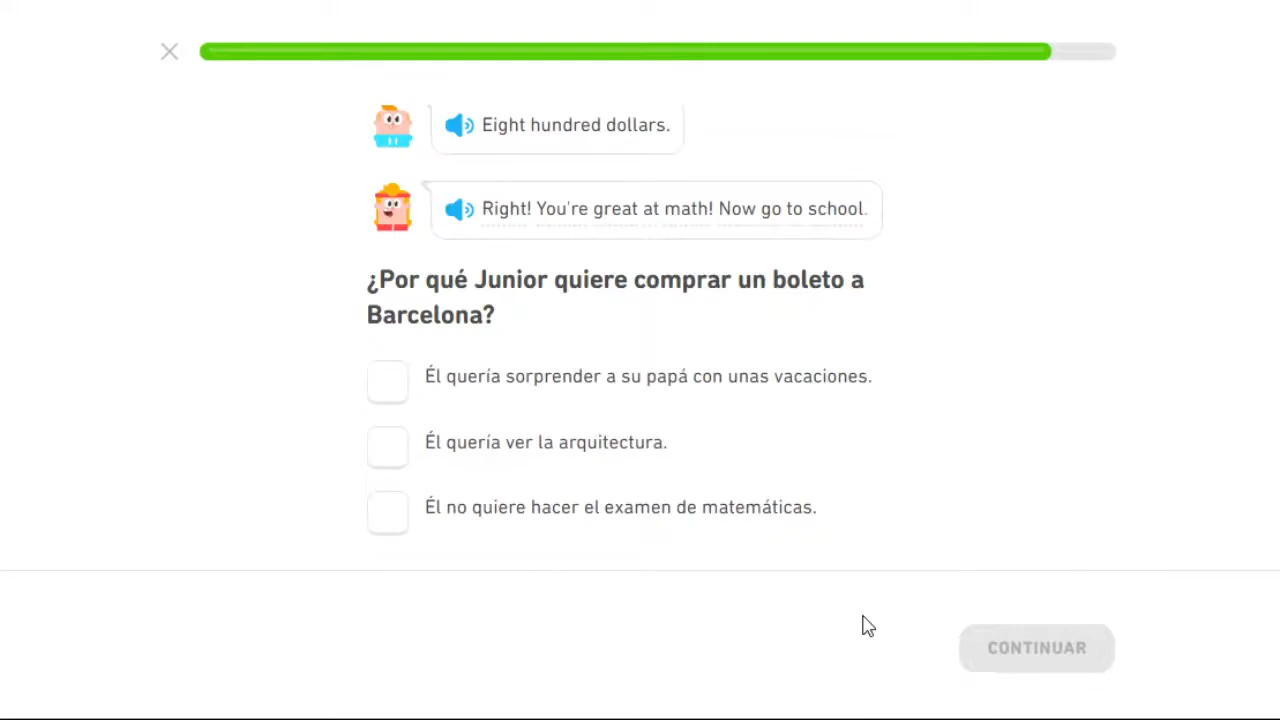 Eight hundred dollars.
Right! You're great at math! Now go to school.
¿Por qué Junior quiere comprar un boleto a
Barcelona?
Él quería sorprender a su papá con unas vacaciones.
Él quería ver la arquitectura.
Él no quiere hacer el examen de matemáticas.
CONTINUAR